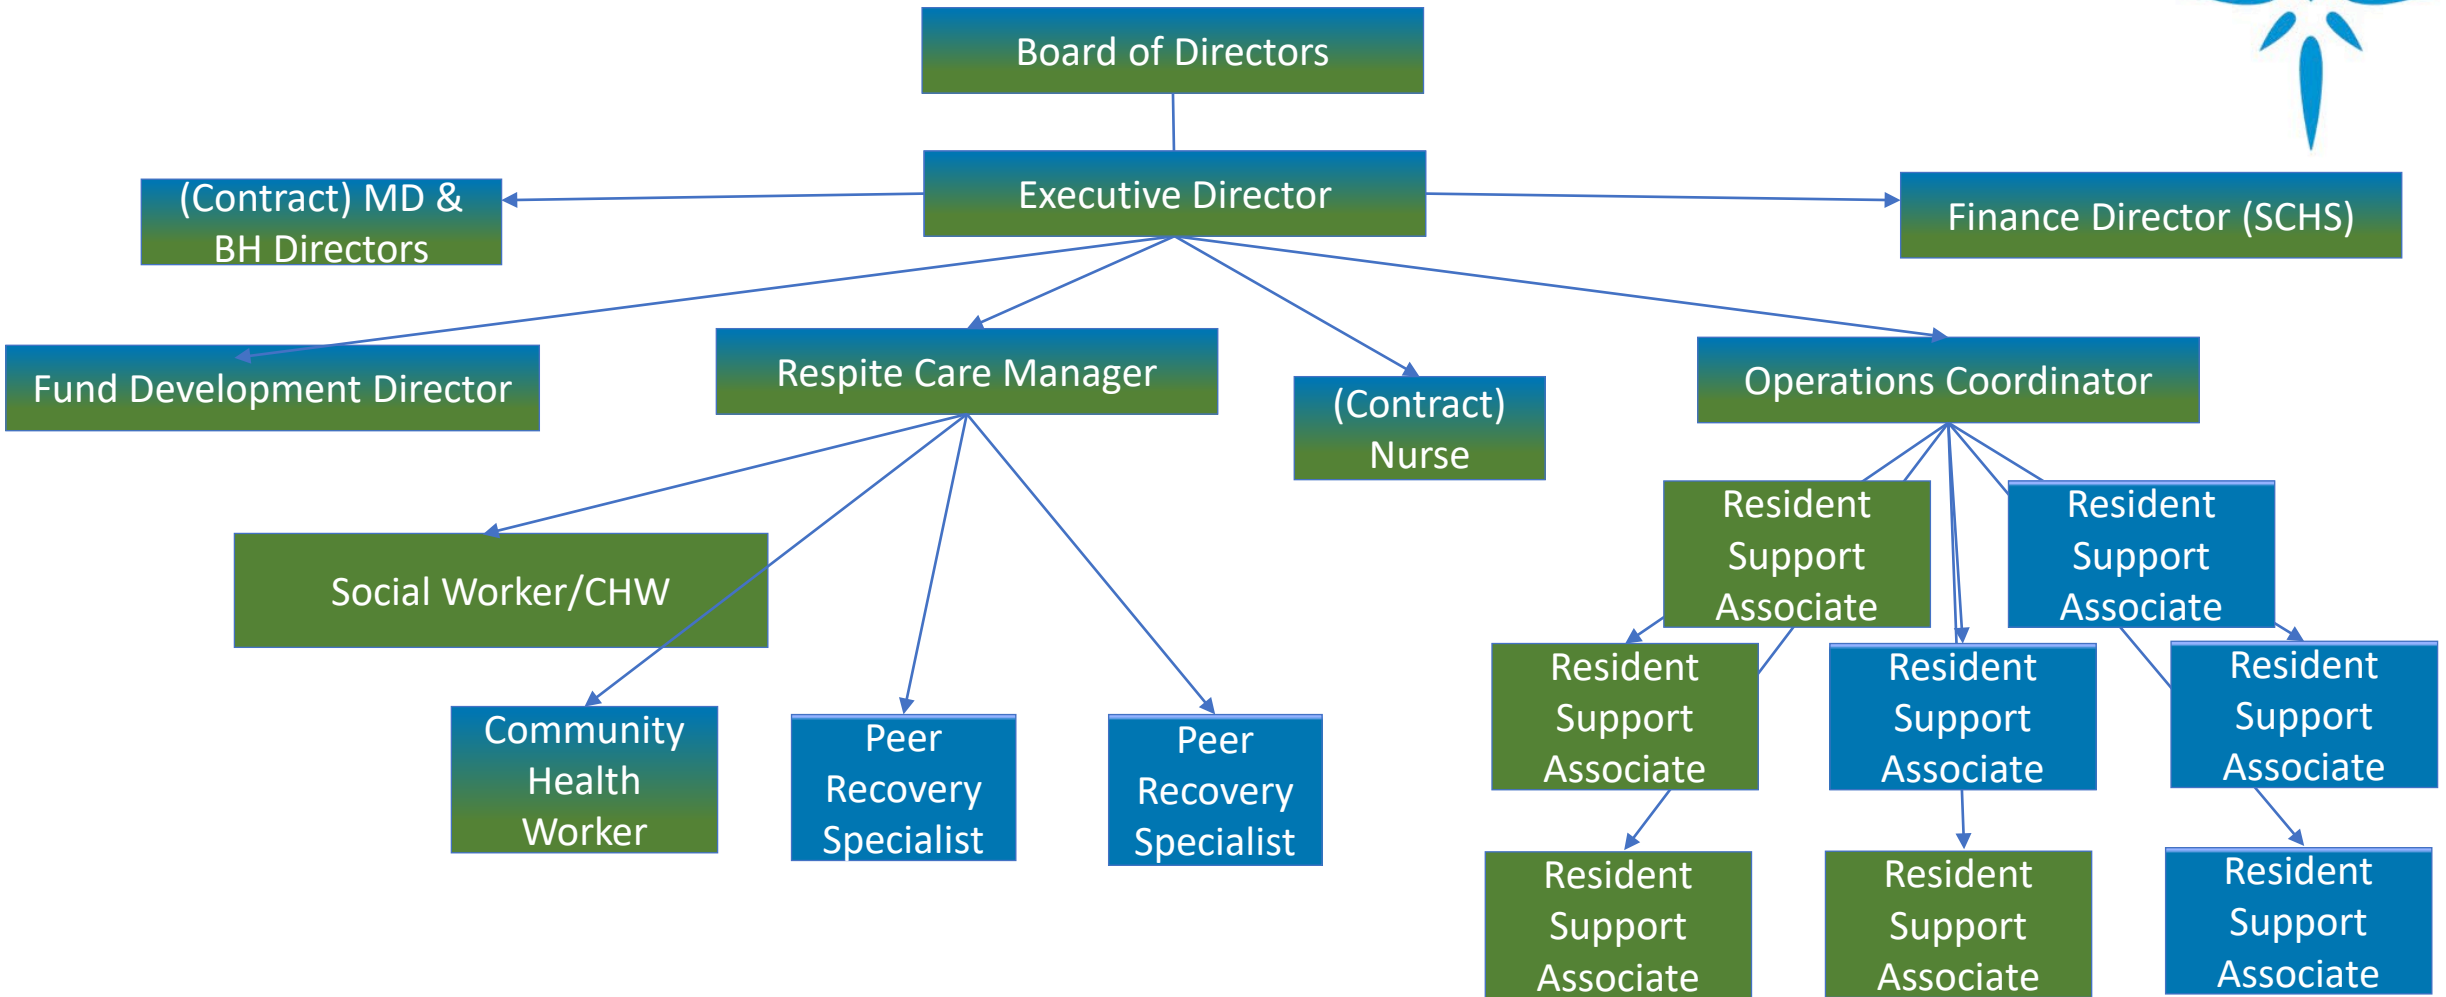 Board of Directors
(Contract) MD &
BH Directors
Executive Director
Finance Director (SCHS)
Fund Development Director
Respite Care Manager
(Contract)
Nurse
Operations Coordinator
Social Worker/CHW
Resident
Support
Associate
Resident
Support
Associate
Community
Health
Worker
Peer
Recovery
Specialist
Peer
Recovery
Specialist
Resident
Support
Associate
Resident
Support
Associate
Resident
Support
Associate
Resident
Support
Associate
Resident
Support
Associate
Resident
Support
Associate